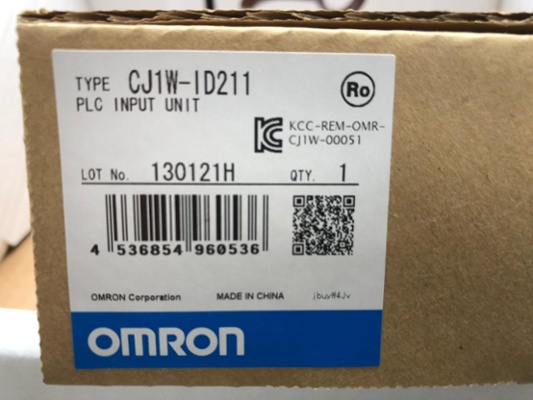 TYPE CJ1W-ID211
PLC INPUT UNIT
Ro
KCC-REM-OMR-
CJ1W-00051
LOT No. 130121H QTY. 1
4 536854 960536
OMRON Corporation MADE IN CHINA jbuyW4Jv
OMRON